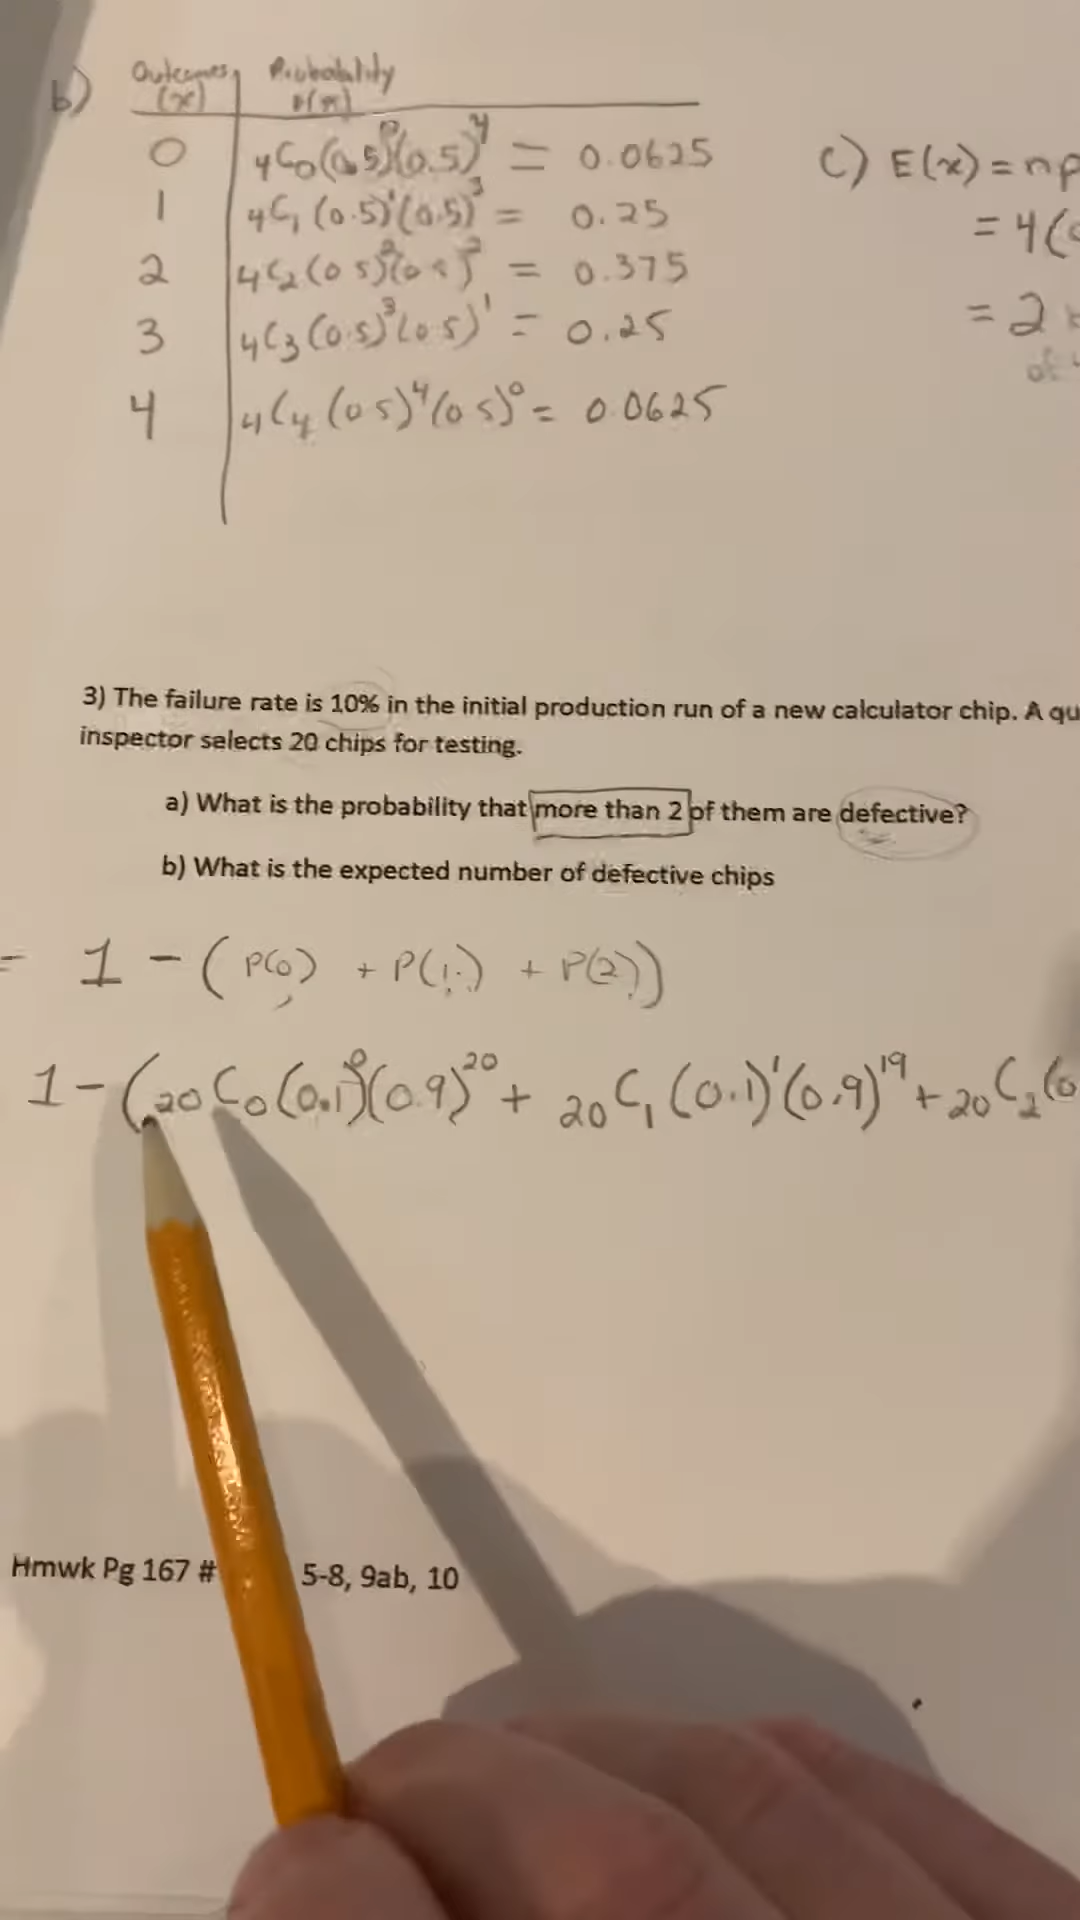 b) Outcomes (x) Probability P(x)
0 4C0(0.5)⁰(0.5)⁴ = 0.0625
1 4C1(0.5)¹(0.5)³ = 0.25
2 4C2(0.5)²(0.5)² = 0.375
3 4C3(0.5)³(0.5)¹ = 0.25
4 4C4(0.5)⁴(0.5)⁰ = 0.0625
c) E(x) = np
= 4(
= 2
of
3) The failure rate is 10% in the initial production run of a new calculator chip. A qu
inspector selects 20 chips for testing.
a) What is the probability that more than 2 of them are defective?
b) What is the expected number of defective chips
= 1 - (P(0) + P(1) + P(2))
1 - (20C0(0.1)⁰(0.9)²⁰ + 20C1(0.1)¹(0.9)¹⁹ + 20C2(0
Hmwk Pg 167 # 5-8, 9ab, 10